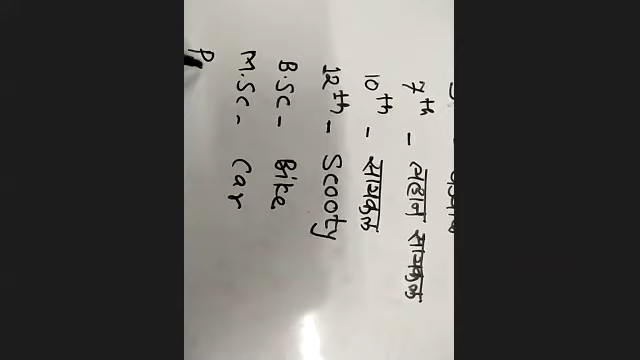 7th - लहान सायकल
10th - सायकल
12th - Scooty
B.Sc - Bike
M.Sc - Car
P